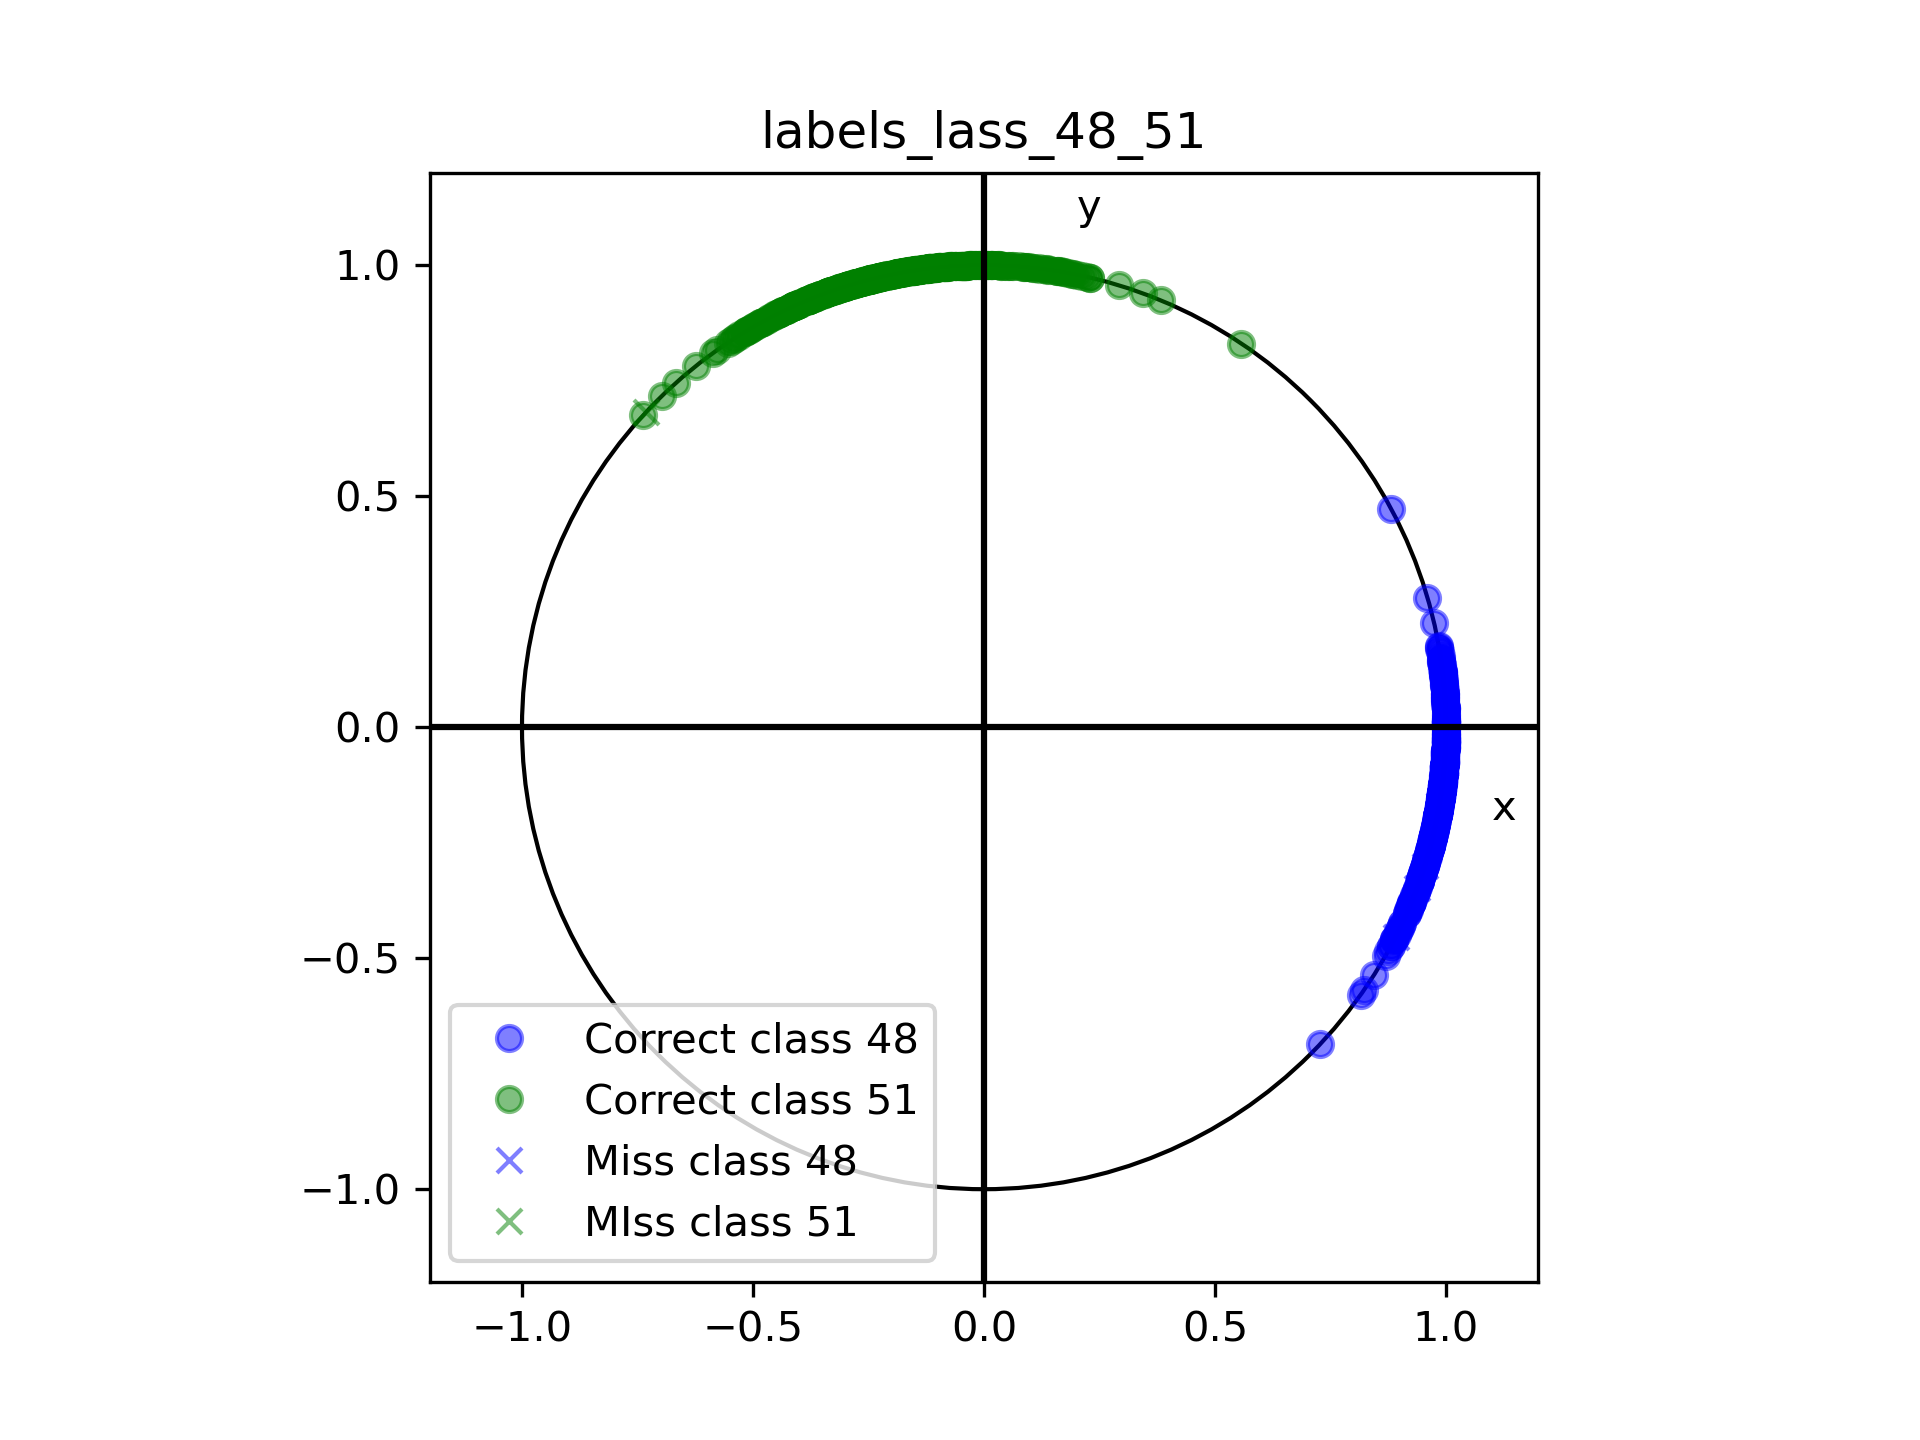 labels_lass_48_51
y
1.0
0.5
0.0
x
−0.5
−1.0
Correct class 48
Correct class 51
Miss class 48
MIss class 51
−1.0 −0.5 0.0 0.5 1.0